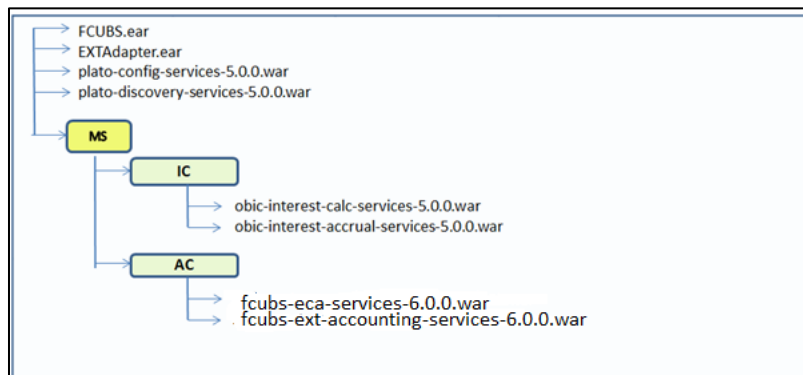 FCUBS.ear
EXTAdapter.ear
plato-config-services-5.0.0.war
plato-discovery-services-5.0.0.war
MS
IC
obic-interest-calc-services-5.0.0.war
obic-interest-accrual-services-5.0.0.war
AC
fcubs-eca-services-6.0.0.war
fcubs-ext-accounting-services-6.0.0.war